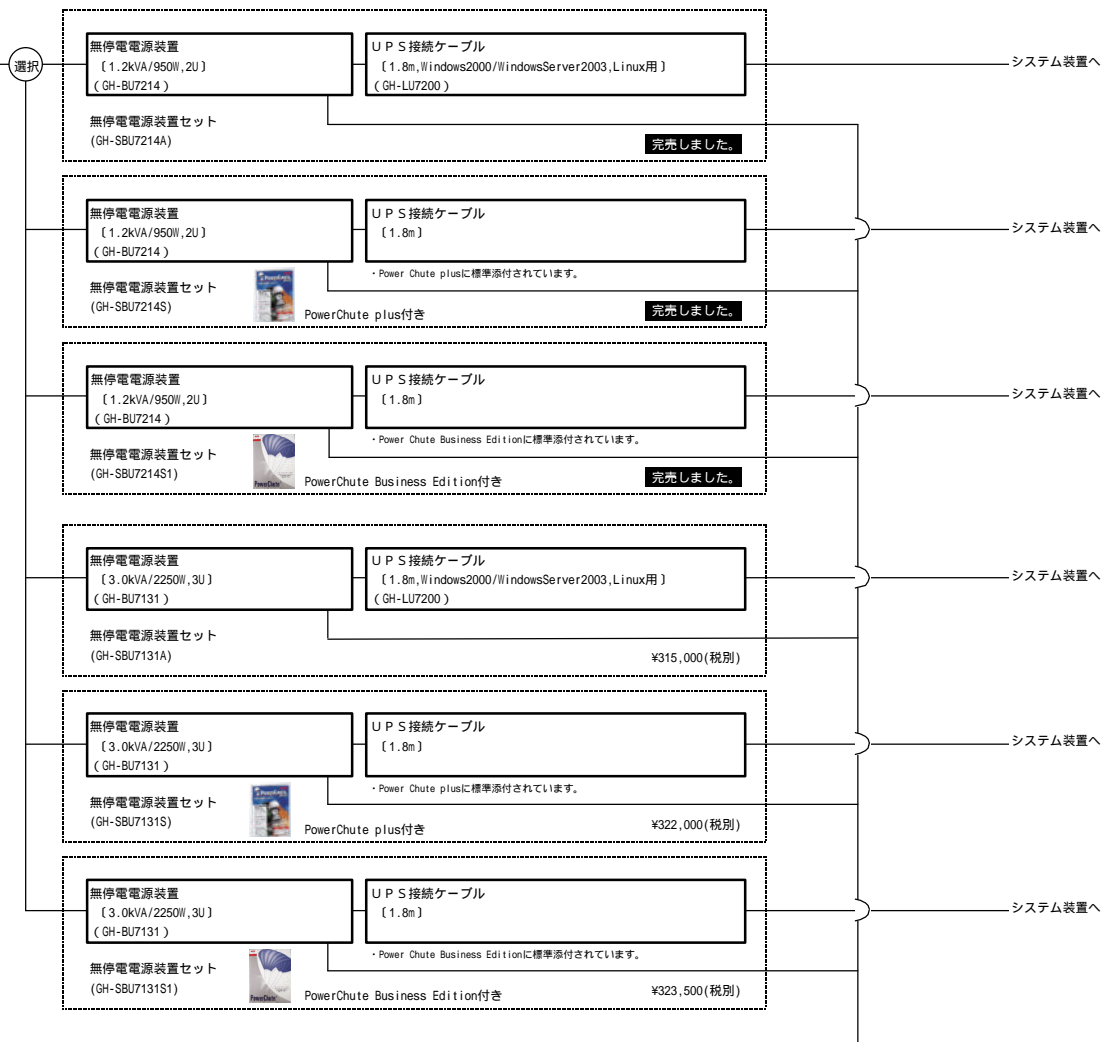 選択
無停電電源装置
〔1.2kVA/950W,2U〕
(GH-BU7214)
UPS接続ケーブル
〔1.8m,Windows2000/WindowsServer2003,Linux用〕
(GH-LU7200)
システム装置へ
無停電電源装置セット
(GH-SBU7214A)
完売しました。
無停電電源装置
〔1.2kVA/950W,2U〕
(GH-BU7214)
UPS接続ケーブル
〔1.8m〕
システム装置へ
・Power Chute plusに標準添付されています。
無停電電源装置セット
(GH-SBU7214S)
PowerChute plus付き
完売しました。
無停電電源装置
〔1.2kVA/950W,2U〕
(GH-BU7214)
UPS接続ケーブル
〔1.8m〕
システム装置へ
・Power Chute Business Editionに標準添付されています。
無停電電源装置セット
(GH-SBU7214S1)
PowerChute
PowerChute Business Edition付き
完売しました。
無停電電源装置
〔3.0kVA/2250W,3U〕
(GH-BU7131)
UPS接続ケーブル
〔1.8m,Windows2000/WindowsServer2003,Linux用〕
(GH-LU7200)
システム装置へ
無停電電源装置セット
(GH-SBU7131A)
¥315,000(税別)
無停電電源装置
〔3.0kVA/2250W,3U〕
(GH-BU7131)
UPS接続ケーブル
〔1.8m〕
システム装置へ
・Power Chute plusに標準添付されています。
無停電電源装置セット
(GH-SBU7131S)
PowerChute plus付き
¥322,000(税別)
無停電電源装置
〔3.0kVA/2250W,3U〕
(GH-BU7131)
UPS接続ケーブル
〔1.8m〕
システム装置へ
・Power Chute Business Editionに標準添付されています。
無停電電源装置セット
(GH-SBU7131S1)
PowerChute
PowerChute Business Edition付き
¥323,500(税別)